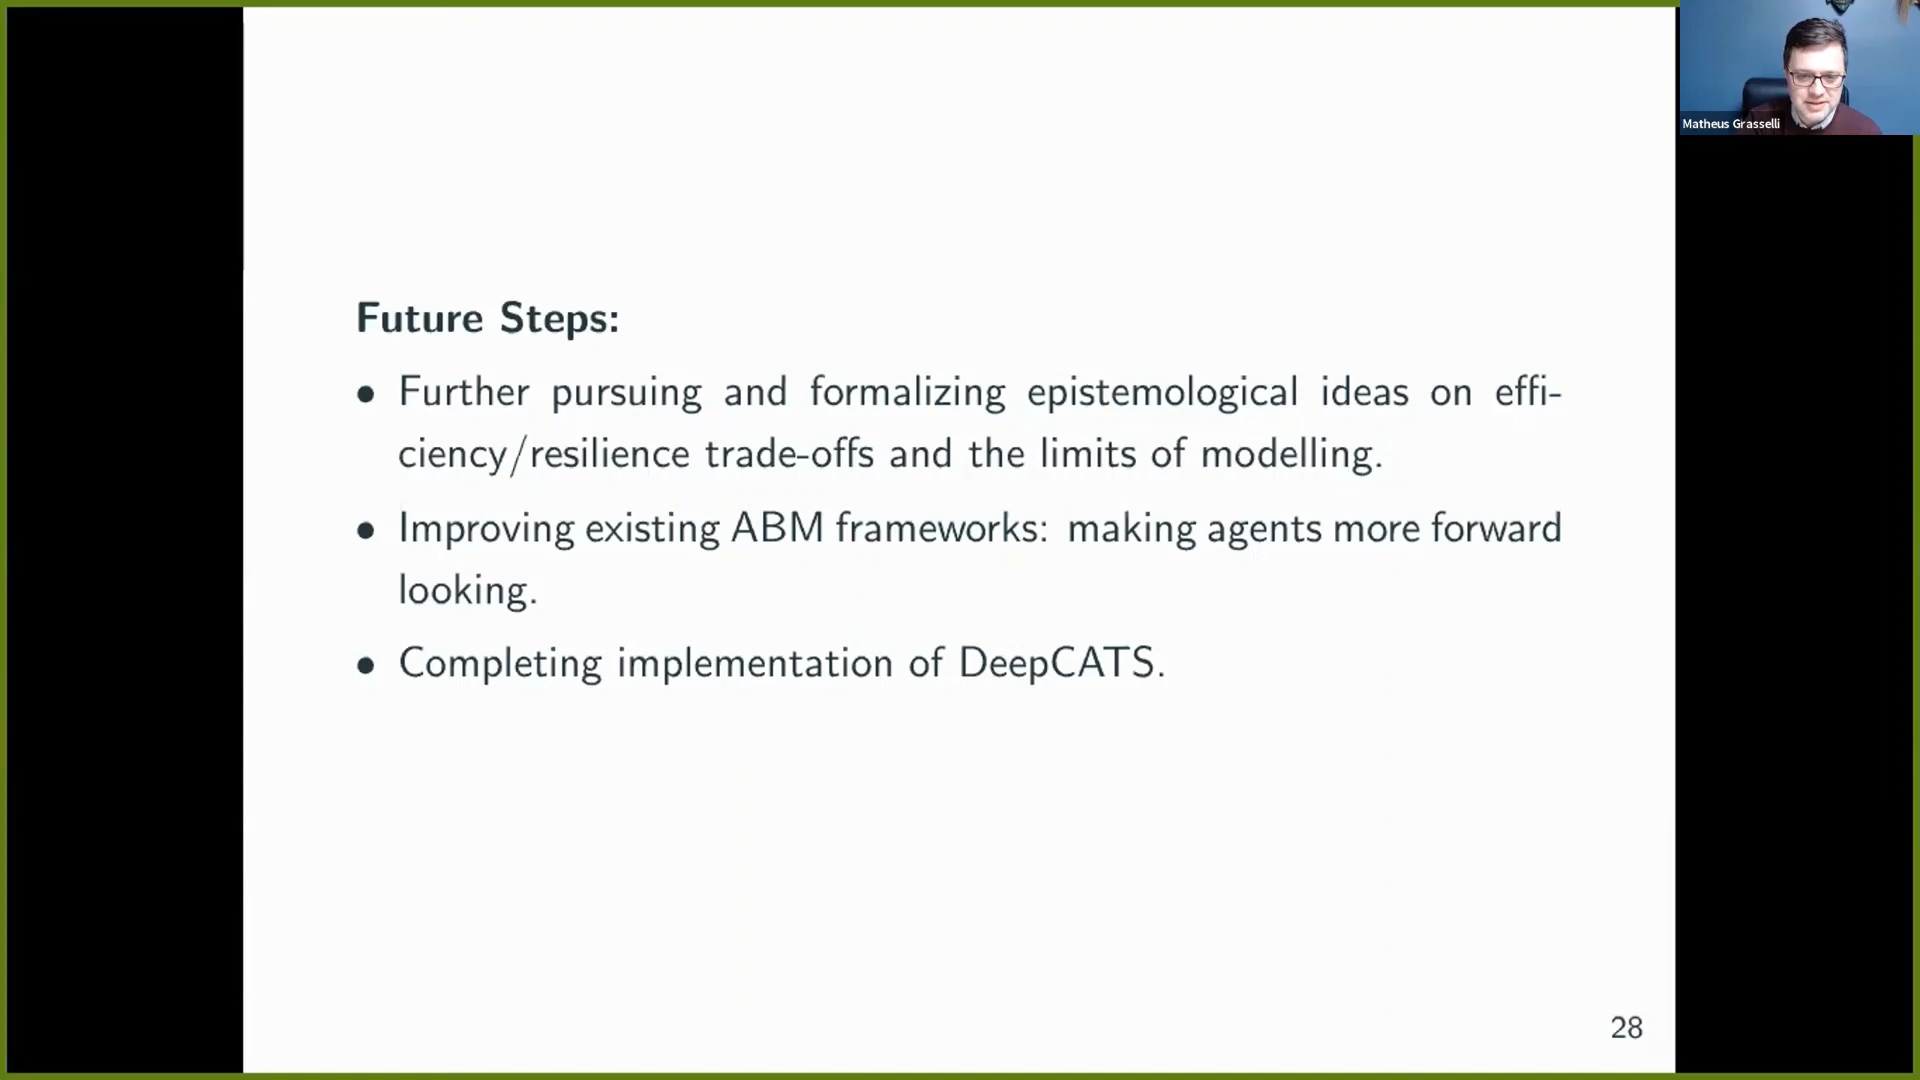 Matheus Grasselli
Future Steps:
• Further pursuing and formalizing epistemological ideas on effi-
ciency/resilience trade-offs and the limits of modelling.
• Improving existing ABM frameworks: making agents more forward
looking.
• Completing implementation of DeepCATS.
28